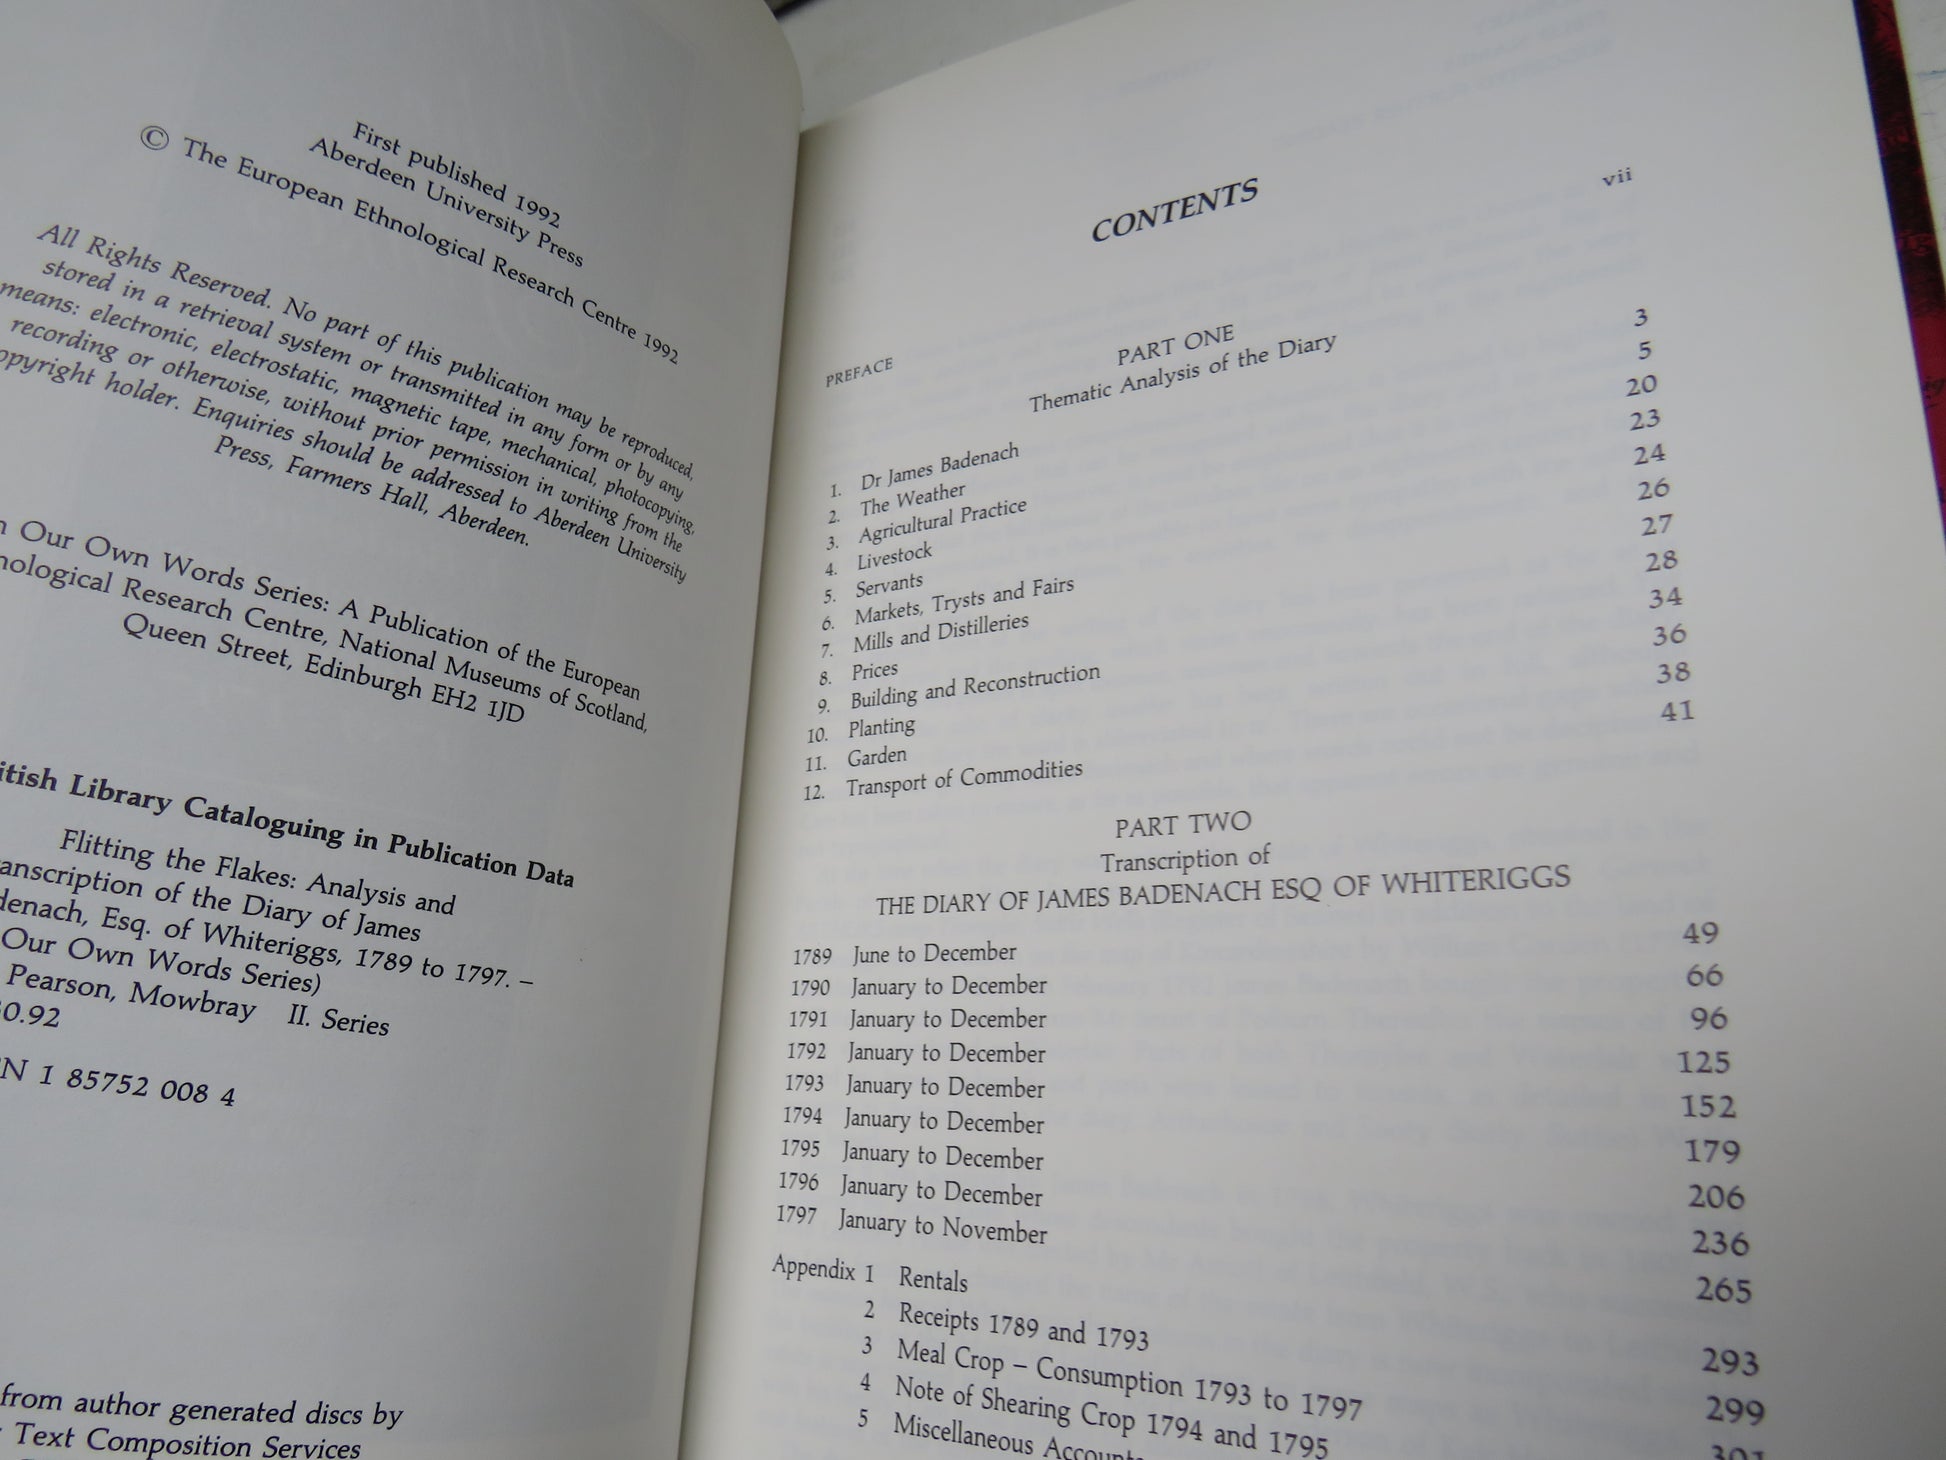 First published 1992
Aberdeen University Press
© The European Ethnological Research Centre 1992
All Rights Reserved. No part of this publication may be reproduced,
stored in a retrieval system or transmitted in any form or by any
means: electronic, electrostatic, magnetic tape, mechanical, photocopying,
recording or otherwise, without prior permission in writing from the
opyright holder. Enquiries should be addressed to Aberdeen University
Press, Farmers Hall, Aberdeen.
n Our Own Words Series: A Publication of the European
nological Research Centre, National Museums of Scotland,
Queen Street, Edinburgh EH2 1JD
itish Library Cataloguing in Publication Data
Flitting the Flakes: Analysis and
anscription of the Diary of James
denach, Esq. of Whiteriggs, 1789 to 1797. –
Our Own Words Series)
Pearson, Mowbray II. Series
0.92
N 1 85752 008 4
from author generated discs by
Text Composition Services
CONTENTS
PREFACE vii
PART ONE
Thematic Analysis of the Diary
1. Dr James Badenach 3
2. The Weather 5
3. Agricultural Practice 20
4. Livestock 23
5. Servants 24
6. Markets, Trysts and Fairs 26
7. Mills and Distilleries 27
8. Prices 28
9. Building and Reconstruction 34
10. Planting 36
11. Garden 38
12. Transport of Commodities 41
PART TWO
Transcription of
THE DIARY OF JAMES BADENACH ESQ OF WHITERIGGS
1789 June to December 49
1790 January to December 66
1791 January to December 96
1792 January to December 125
1793 January to December 152
1794 January to December 179
1795 January to December 206
1796 January to December 236
1797 January to November 265
Appendix 1 Rentals 293
2 Receipts 1789 and 1793 299
3 Meal Crop – Consumption 1793 to 1797 301
4 Note of Shearing Crop 1794 and 1795
5 Miscellaneous Accounts